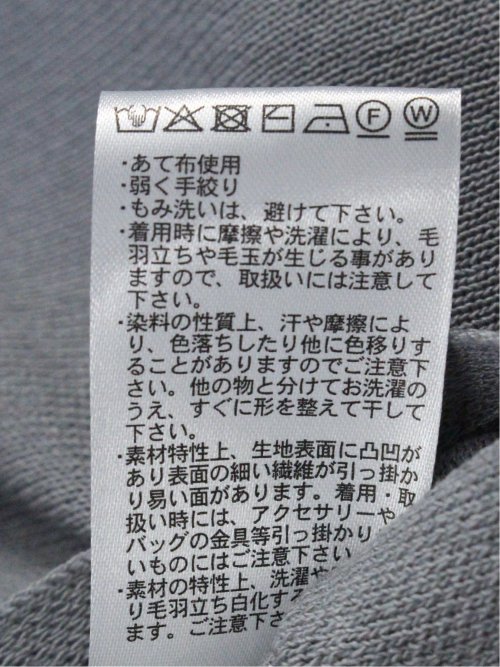 F W
・あて布使用
・弱く手絞り
・もみ洗いは、避けて下さい。
・着用時に摩擦や洗濯により、毛
羽立ちや毛玉が生じる事があり
ますので、取扱いには注意して
下さい。
・染料の性質上、汗や摩擦によ
り、色落ちしたり他に色移りす
ることがありますのでご注意下
さい。他の物と分けてお洗濯の
うえ、すぐに形を整えて干して
下さい。
・素材特性上、生地表面に凸凹が
あり表面の細い繊維が引っ掛か
り易い面があります。着用・取
扱い時には、アクセサリーや
バッグの金具等引っ掛かり
いものにはご注意下さい
・素材の特性上、洗濯や
り毛羽立ち白化する
ます。ご注意下さ